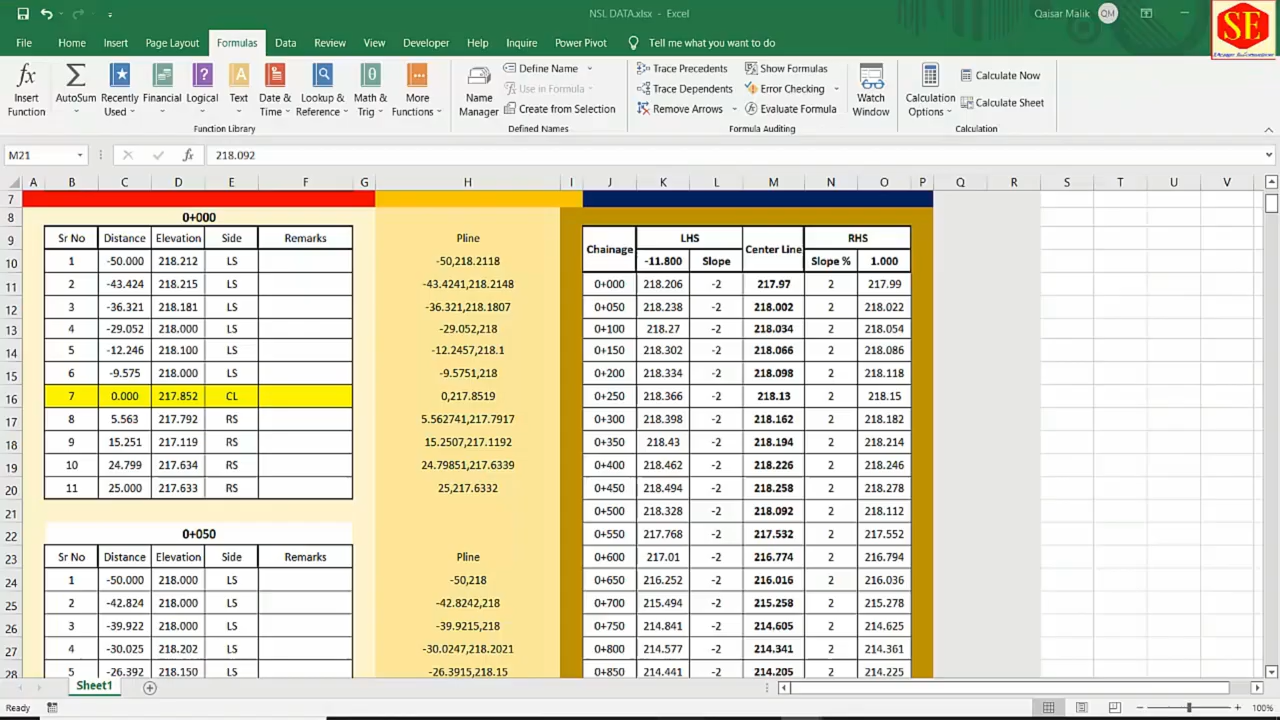 NSL DATA.xlsx - Excel
Qaisar Malik QM
SE
File Home Insert Page Layout Formulas Data Review View Developer Help Inquire Power Pivot Tell me what you want to do
fx Σ ? A θ
Insert Function AutoSum Recently Used Financial Logical Text Date & Time Lookup & Reference Math & Trig More Functions
Function Library
Name Manager Define Name Use in Formula Create from Selection
Defined Names
Trace Precedents Show Formulas
Trace Dependents Error Checking
Remove Arrows Evaluate Formula
Watch Window
Formula Auditing
Calculation Options Calculate Now
Calculate Sheet
Calculation
M21 fx 218.092
A B C D E F G H I J K L M N O P Q R S T U V
7
8 0+000
9 Sr No Distance Elevation Side Remarks Pline Chainage LHS Center Line RHS
10 1 -50.000 218.212 LS -50,218.2118 -11.800 Slope Slope % 1.000
11 2 -43.424 218.215 LS -43.4241,218.2148 0+000 218.206 -2 217.97 2 217.99
12 3 -36.321 218.181 LS -36.321,218.1807 0+050 218.238 -2 218.002 2 218.022
13 4 -29.052 218.000 LS -29.052,218 0+100 218.27 -2 218.034 2 218.054
14 5 -12.246 218.100 LS -12.2457,218.1 0+150 218.302 -2 218.066 2 218.086
15 6 -9.575 218.000 LS -9.5751,218 0+200 218.334 -2 218.098 2 218.118
16 7 0.000 217.852 CL 0,217.8519 0+250 218.366 -2 218.13 2 218.15
17 8 5.563 217.792 RS 5.562741,217.7917 0+300 218.398 -2 218.162 2 218.182
18 9 15.251 217.119 RS 15.2507,217.1192 0+350 218.43 -2 218.194 2 218.214
19 10 24.799 217.634 RS 24.79851,217.6339 0+400 218.462 -2 218.226 2 218.246
20 11 25.000 217.633 RS 25,217.6332 0+450 218.494 -2 218.258 2 218.278
21 0+500 218.328 -2 218.092 2 218.112
22 0+050 0+550 217.768 -2 217.532 2 217.552
23 Sr No Distance Elevation Side Remarks Pline 0+600 217.01 -2 216.774 2 216.794
24 1 -50.000 218.000 LS -50,218 0+650 216.252 -2 216.016 2 216.036
25 2 -42.824 218.000 LS -42.8242,218 0+700 215.494 -2 215.258 2 215.278
26 3 -39.922 218.000 LS -39.9215,218 0+750 214.841 -2 214.605 2 214.625
27 4 -30.025 218.202 LS -30.0247,218.2021 0+800 214.577 -2 214.341 2 214.361
28 5 -26.392 218.150 LS -26.3915,218.15 0+850 214.441 -2 214.205 2 214.225
Sheet1
Ready 100%